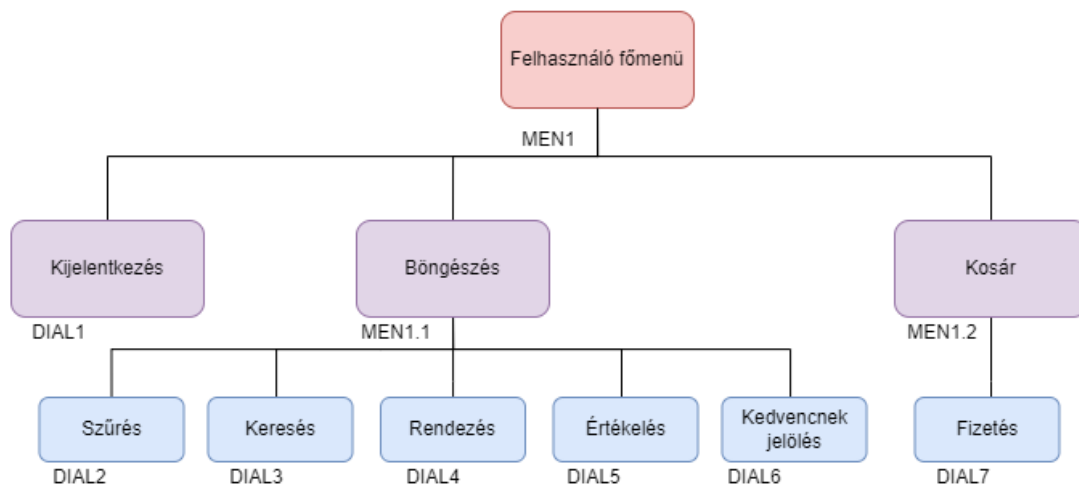 Felhasználó főmenü
MEN1
Kijelentkezés
Böngészés
Kosár
DIAL1
MEN1.1
MEN1.2
Szűrés
Keresés
Rendezés
Értékelés
Kedvencnek
jelölés
Fizetés
DIAL2
DIAL3
DIAL4
DIAL5
DIAL6
DIAL7